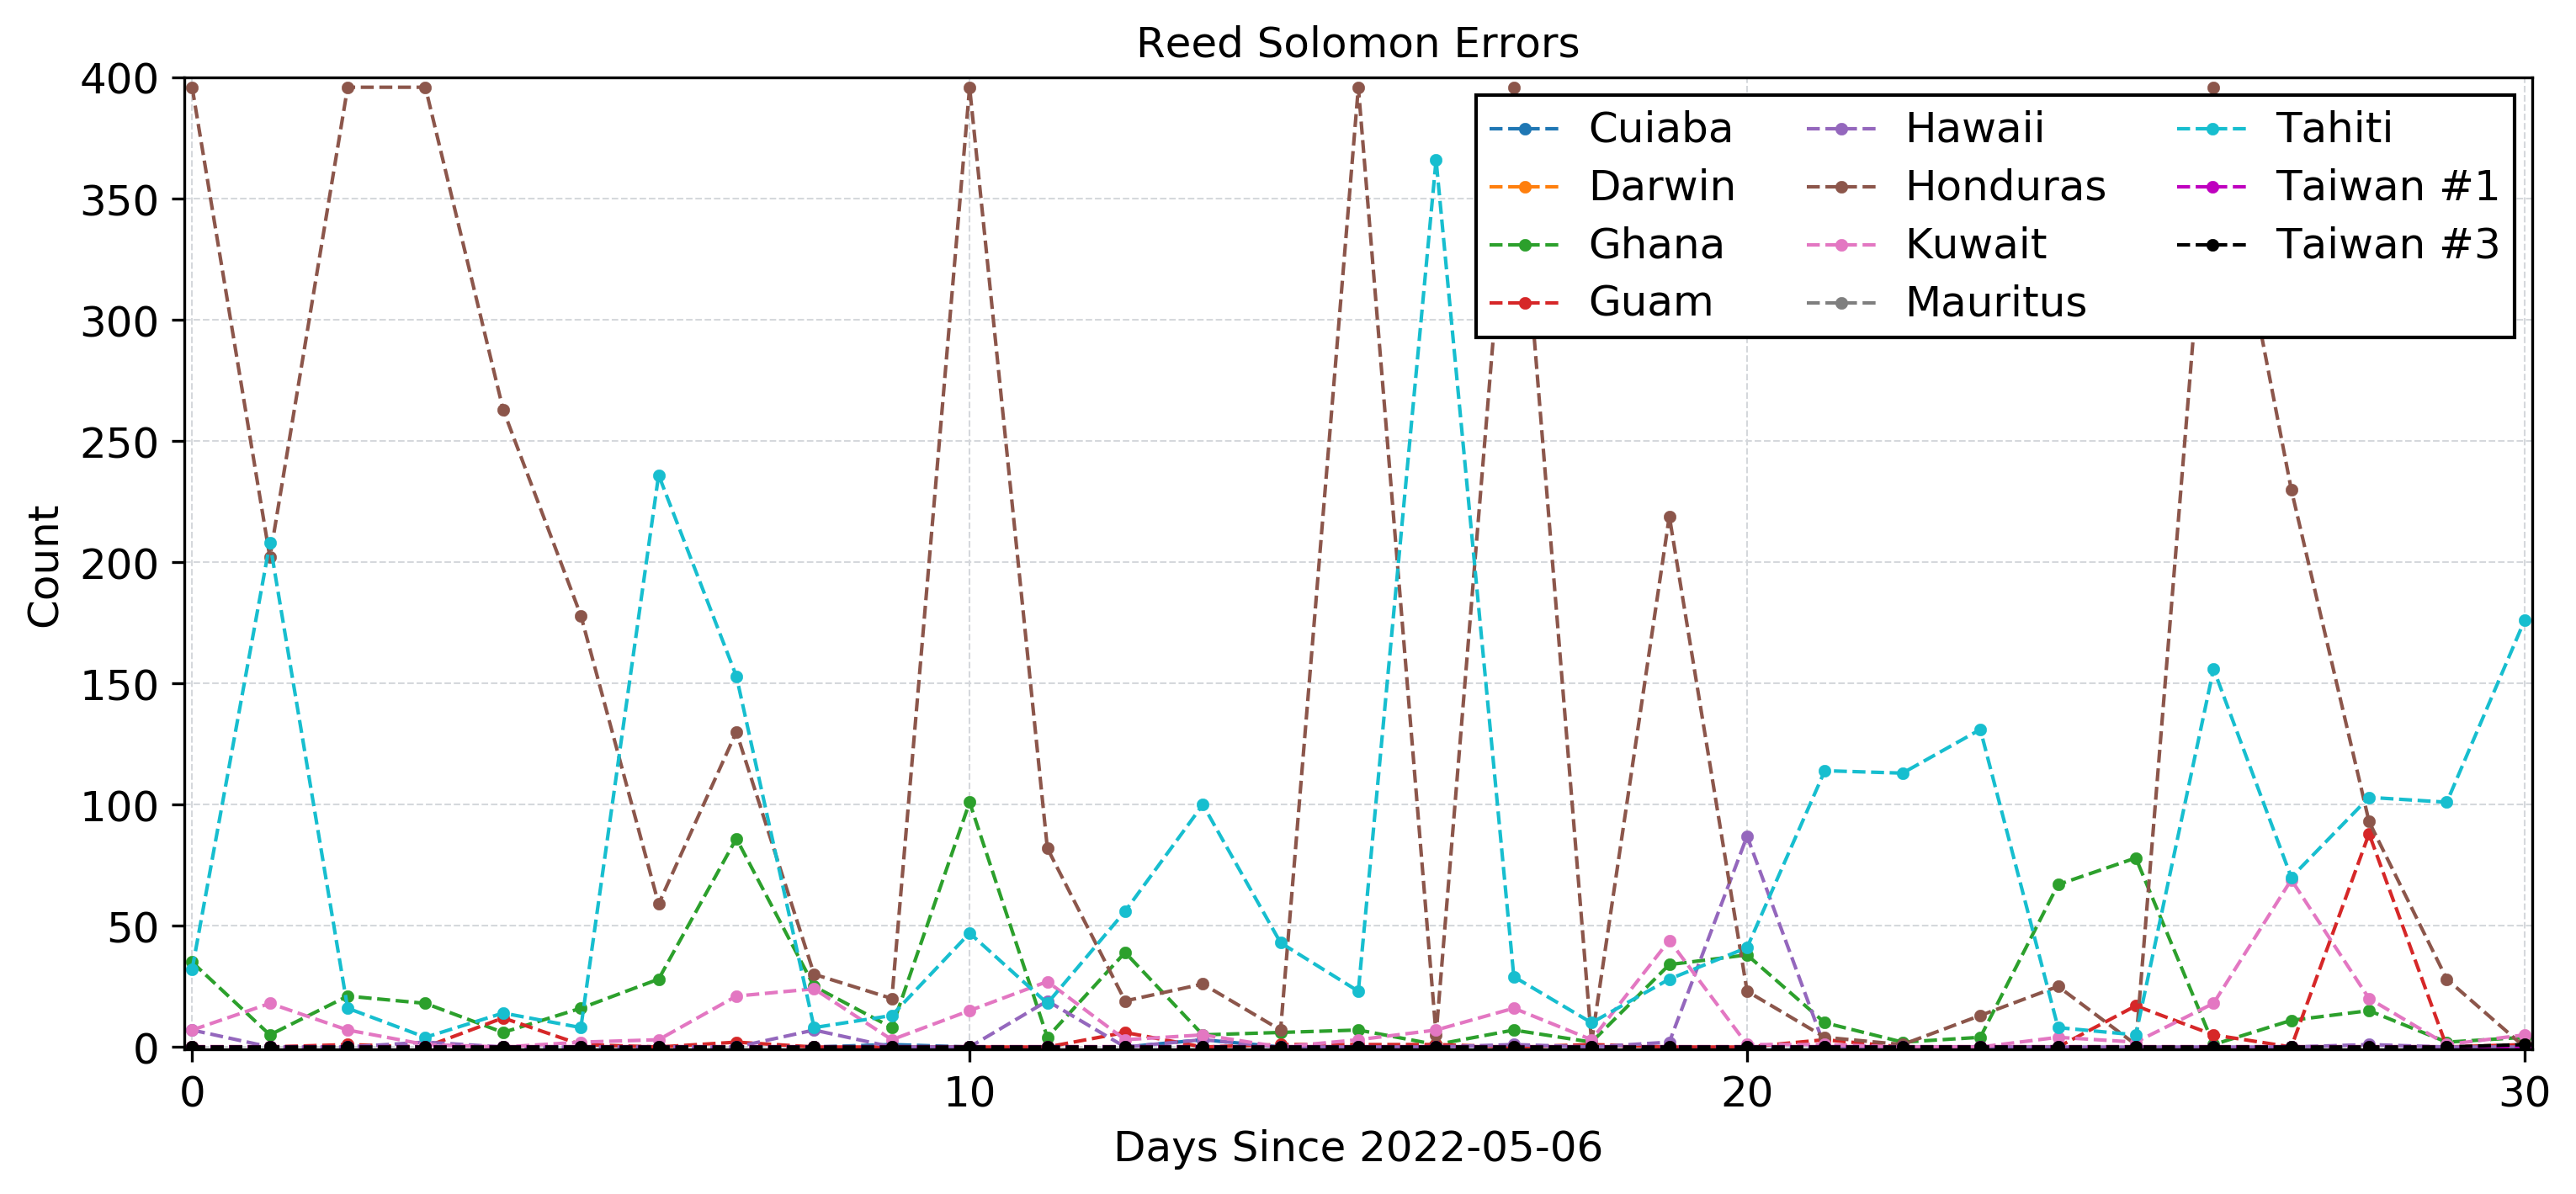 Reed Solomon Errors
400
350
300
250
200
150
100
50
0
Count
Cuiaba
Darwin
Ghana
Guam
Hawaii
Honduras
Kuwait
Mauritus
Tahiti
Taiwan #1
Taiwan #3
0 10 20 30
Days Since 2022-05-06